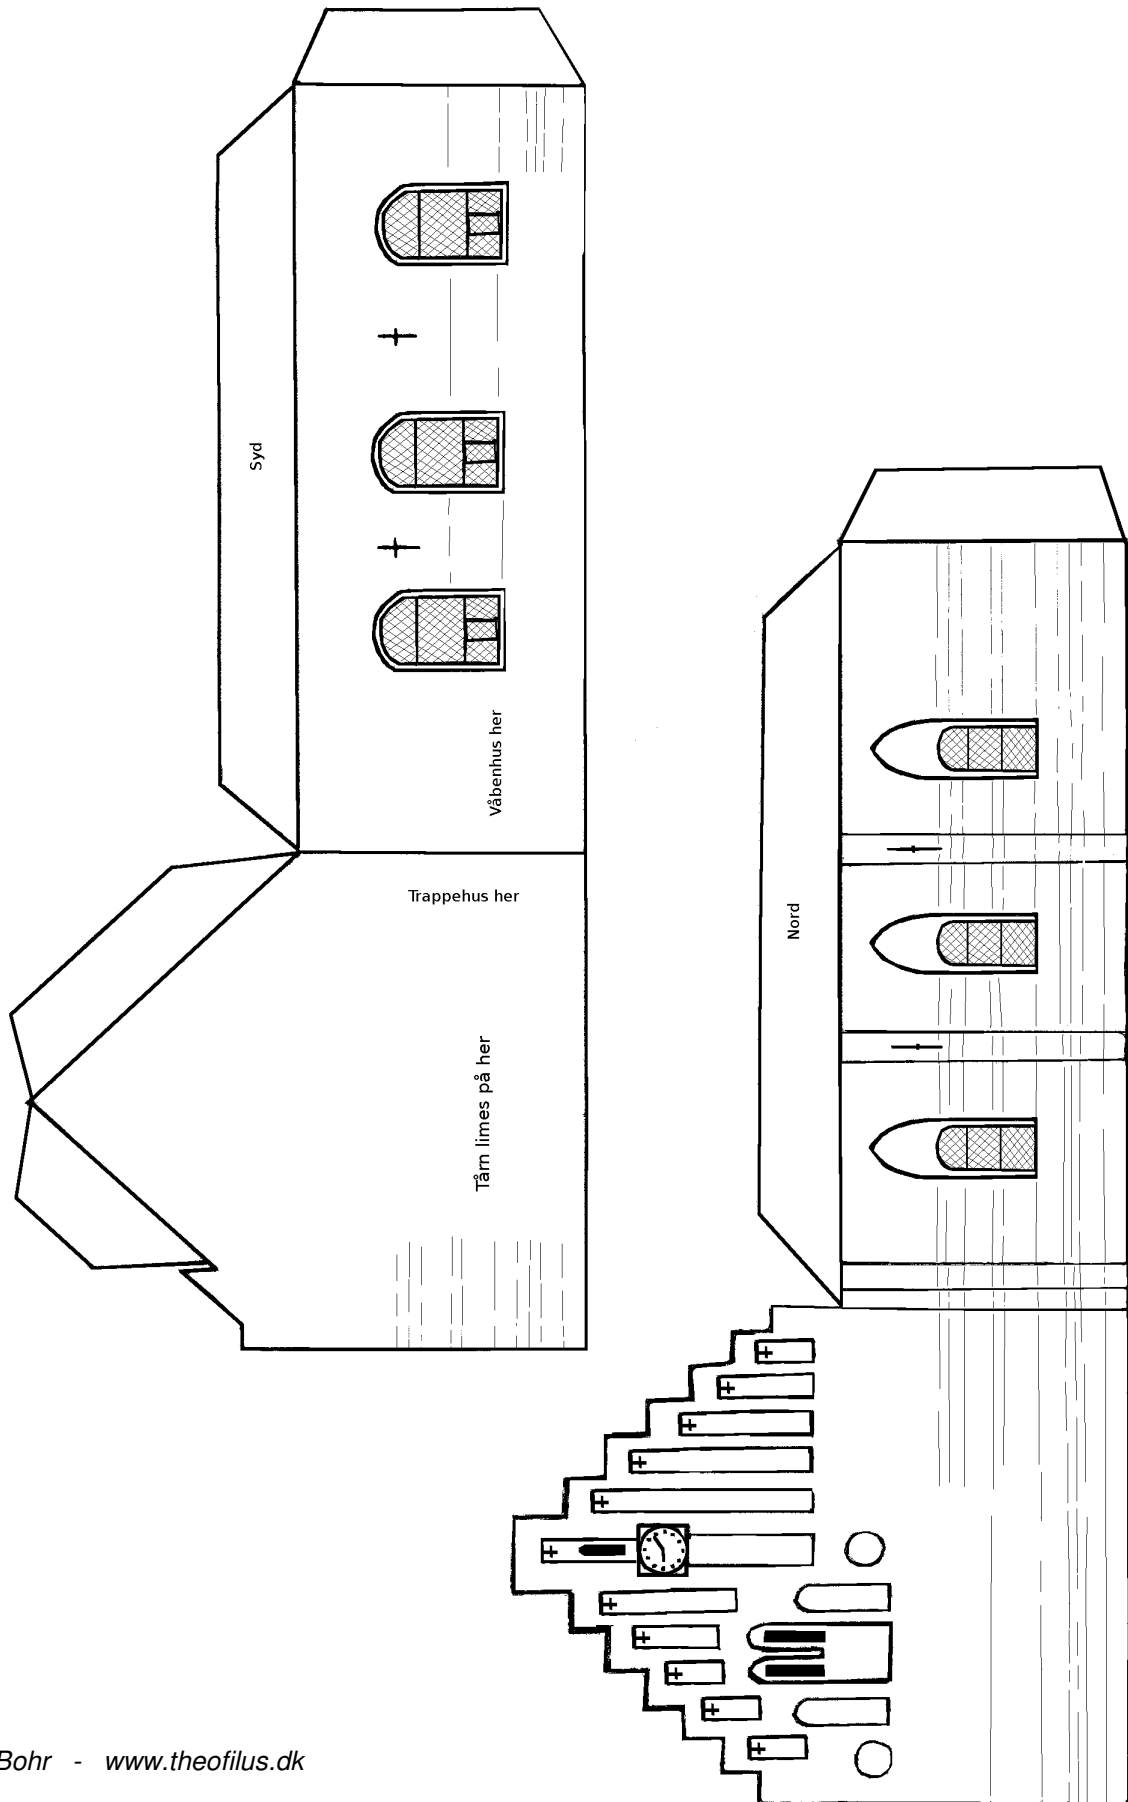 Syd
Våbenhus her
Trappehus her
Nord
Tårn limes på her
Bohr - www.theofilus.dk